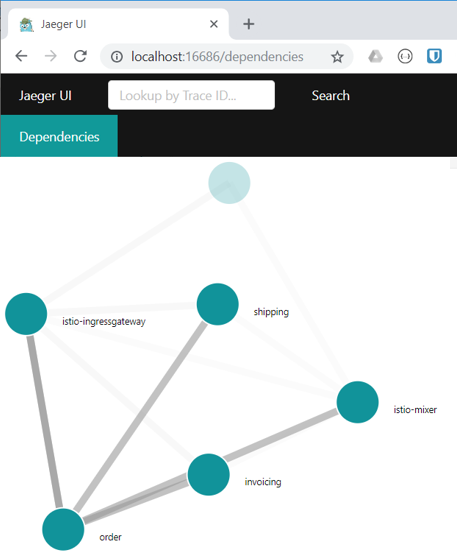 Jaeger UI
localhost:16686/dependencies
Jaeger UI
Lookup by Trace ID...
Search
Dependencies
shipping
istio-ingressgateway
istio-mixer
invoicing
order